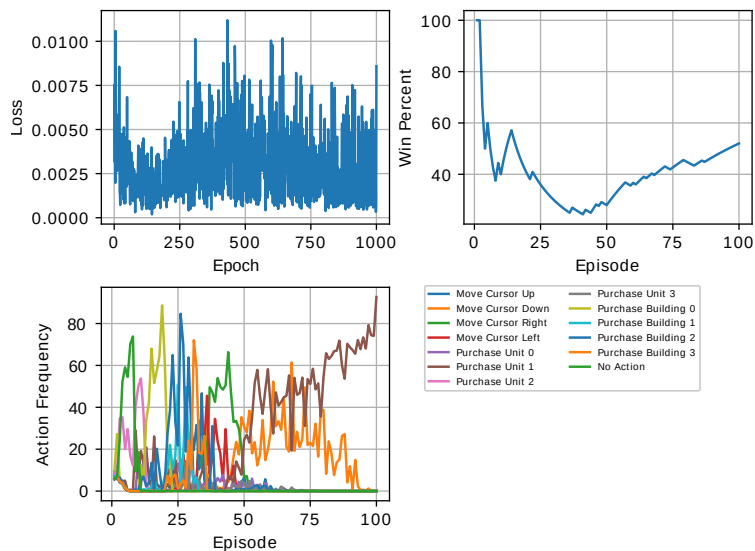 0.0100
0.0075
0.0050
0.0025
0.0000
Loss
0 250 500 750 1000
Epoch
100
80
60
40
Win Percent
0 25 50 75 100
Episode
80
60
40
20
0
Action Frequency
0 25 50 75 100
Episode
Move Cursor Up
Move Cursor Down
Move Cursor Right
Move Cursor Left
Purchase Unit 0
Purchase Unit 1
Purchase Unit 2
Purchase Unit 3
Purchase Building 0
Purchase Building 1
Purchase Building 2
Purchase Building 3
No Action